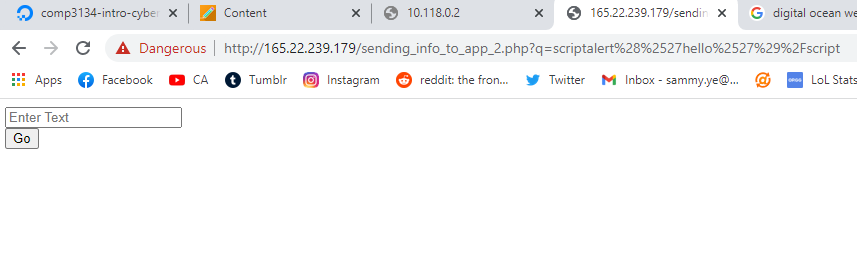 comp3134-intro-cyber
Content
10.118.0.2
165.22.239.179/sending_
digital ocean we
Dangerous
http://165.22.239.179/sending_info_to_app_2.php?q=scriptalert%28%2527hello%2527%29%2Fscript
Apps
Facebook
CA
Tumblr
Instagram
reddit: the fron...
Twitter
Inbox - sammy.ye@...
LoL Stats
Enter Text
Go